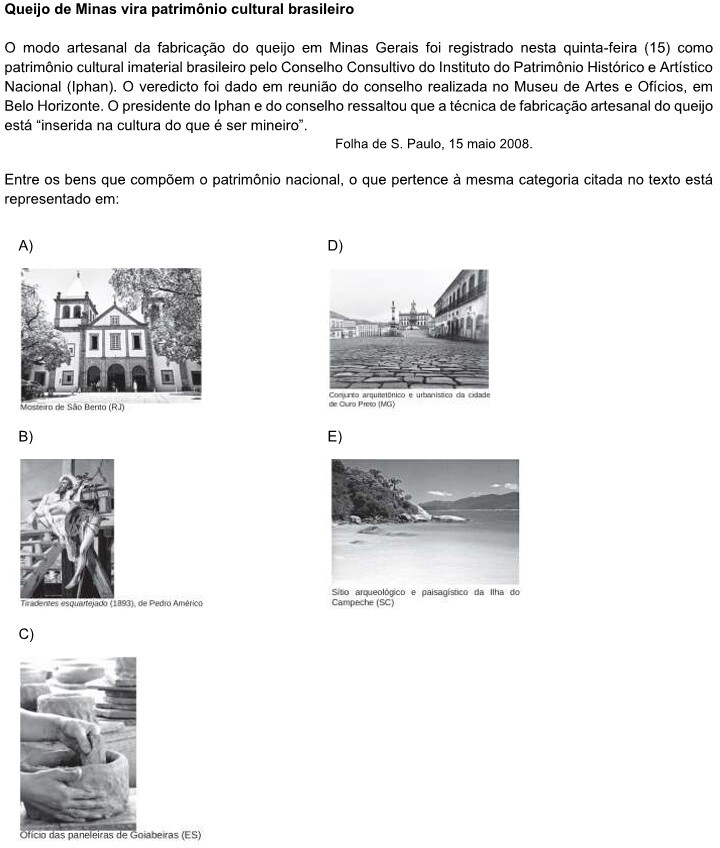 Queijo de Minas vira patrimônio cultural brasileiro
O modo artesanal da fabricação do queijo em Minas Gerais foi registrado nesta quinta-feira (15) como
patrimônio cultural imaterial brasileiro pelo Conselho Consultivo do Instituto do Patrimônio Histórico e Artístico
Nacional (Iphan). O veredicto foi dado em reunião do conselho realizada no Museu de Artes e Ofícios, em
Belo Horizonte. O presidente do Iphan e do conselho ressaltou que a técnica de fabricação artesanal do queijo
está “inserida na cultura do que é ser mineiro”.
Folha de S. Paulo, 15 maio 2008.
Entre os bens que compõem o patrimônio nacional, o que pertence à mesma categoria citada no texto está
representado em:
A)
Mosteiro de São Bento (RJ)
B)
Tiradentes esquartejado (1893), de Pedro Américo
C)
Ofício das paneleiras de Goiabeiras (ES)
D)
Conjunto arquitetônico e urbanístico da cidade
de Ouro Preto (MG)
E)
Sítio arqueológico e paisagístico da Ilha do
Campeche (SC)